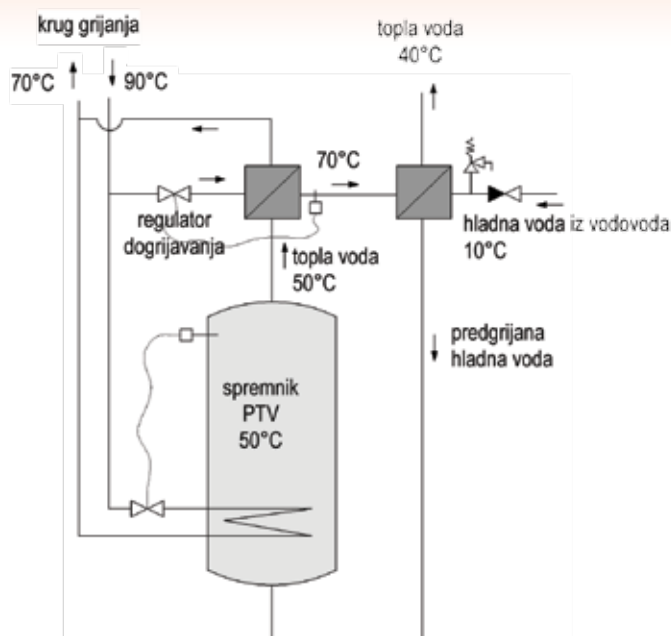 krug grijanja
70°C
90°C
topla voda
40°C
70°C
regulator
dogrijavanja
hladna voda iz vodovoda
10°C
topla voda
50°C
predgrijana
hladna voda
spremnik
PTV
50°C